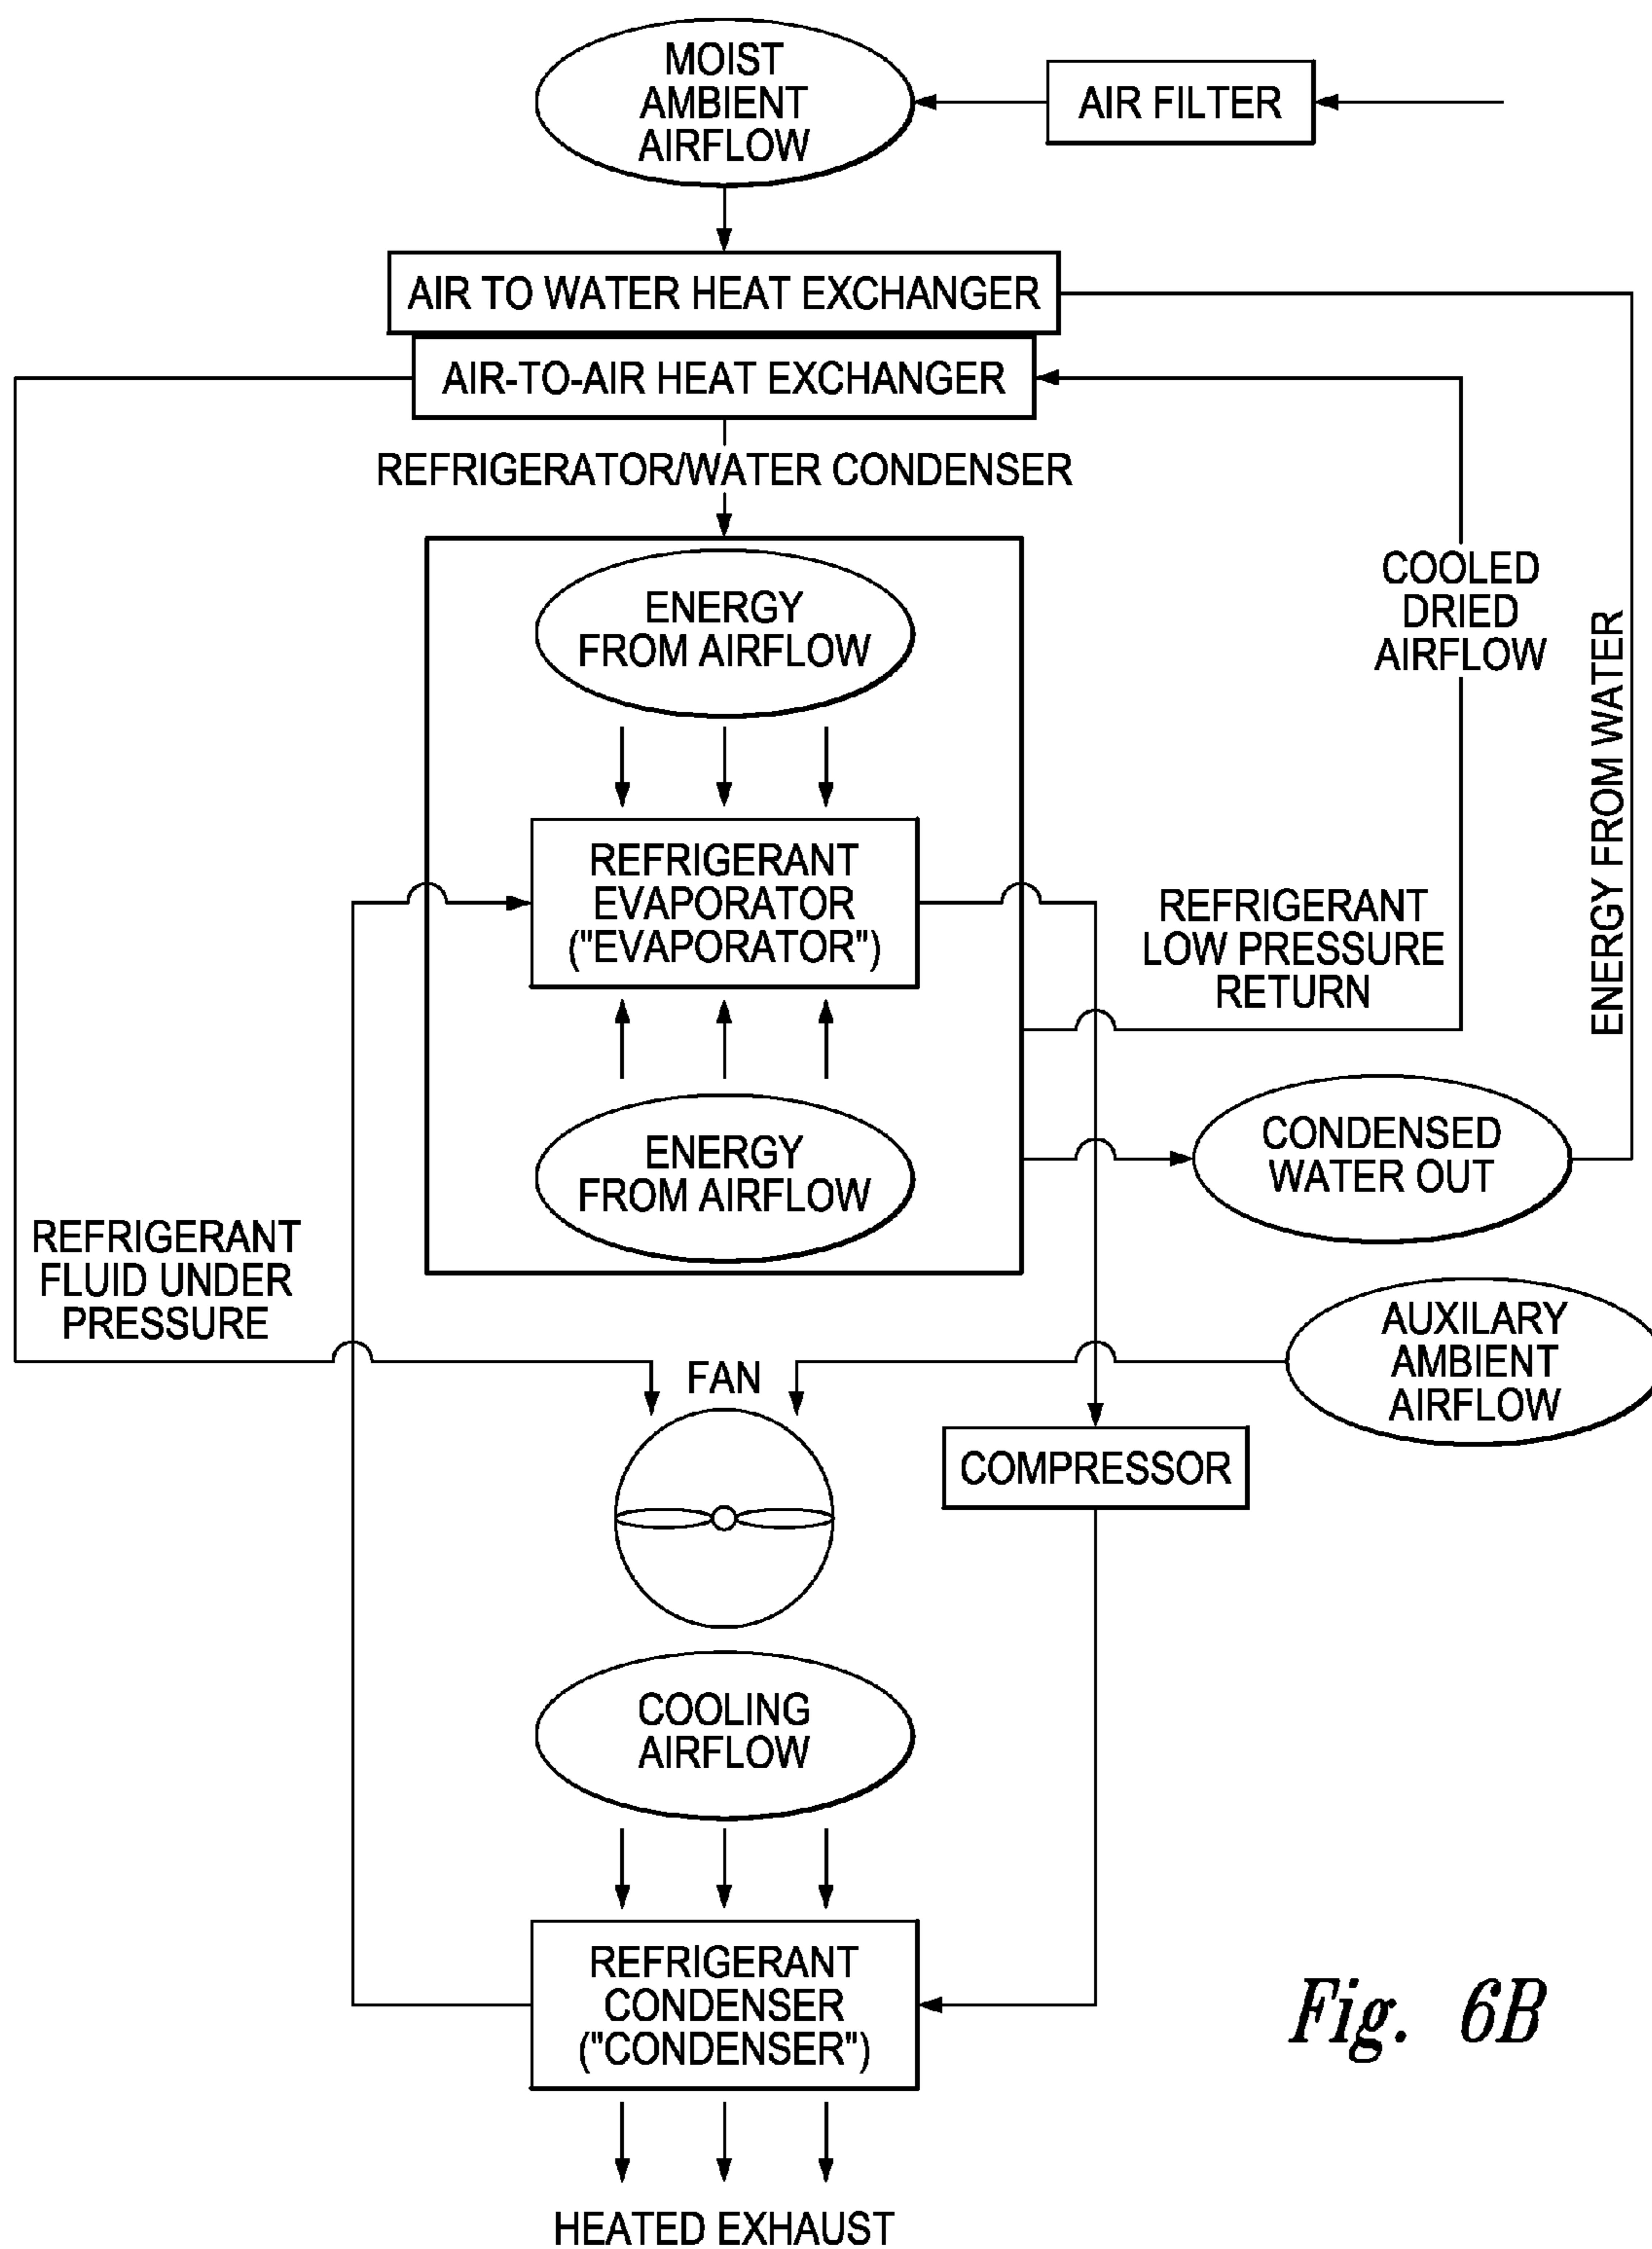 MOIST
AMBIENT
AIRFLOW
AIR FILTER
AIR TO WATER HEAT EXCHANGER
AIR-TO-AIR HEAT EXCHANGER
REFRIGERATOR/WATER CONDENSER
ENERGY
FROM AIRFLOW
COOLED
DRIED
AIRFLOW
ENERGY FROM WATER
REFRIGERANT
EVAPORATOR
("EVAPORATOR")
REFRIGERANT
LOW PRESSURE
RETURN
ENERGY
FROM AIRFLOW
CONDENSED
WATER OUT
REFRIGERANT
FLUID UNDER
PRESSURE
AUXILARY
AMBIENT
AIRFLOW
FAN
COMPRESSOR
COOLING
AIRFLOW
REFRIGERANT
CONDENSER
("CONDENSER")
Fig. 6B
HEATED EXHAUST